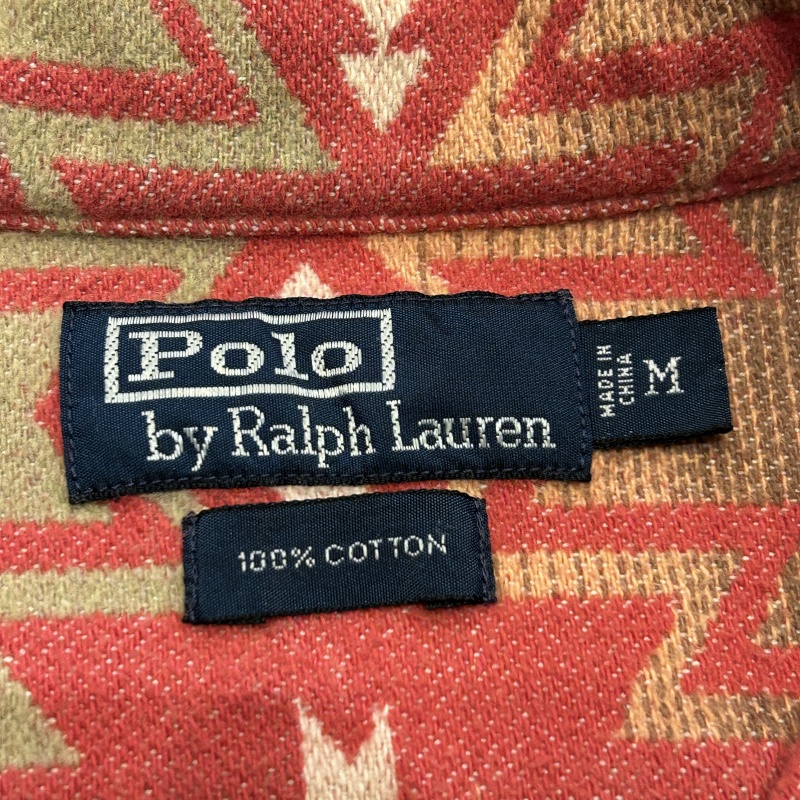 Polo
by Ralph Lauren
MADE IN
CHINA
M
100% COTTON